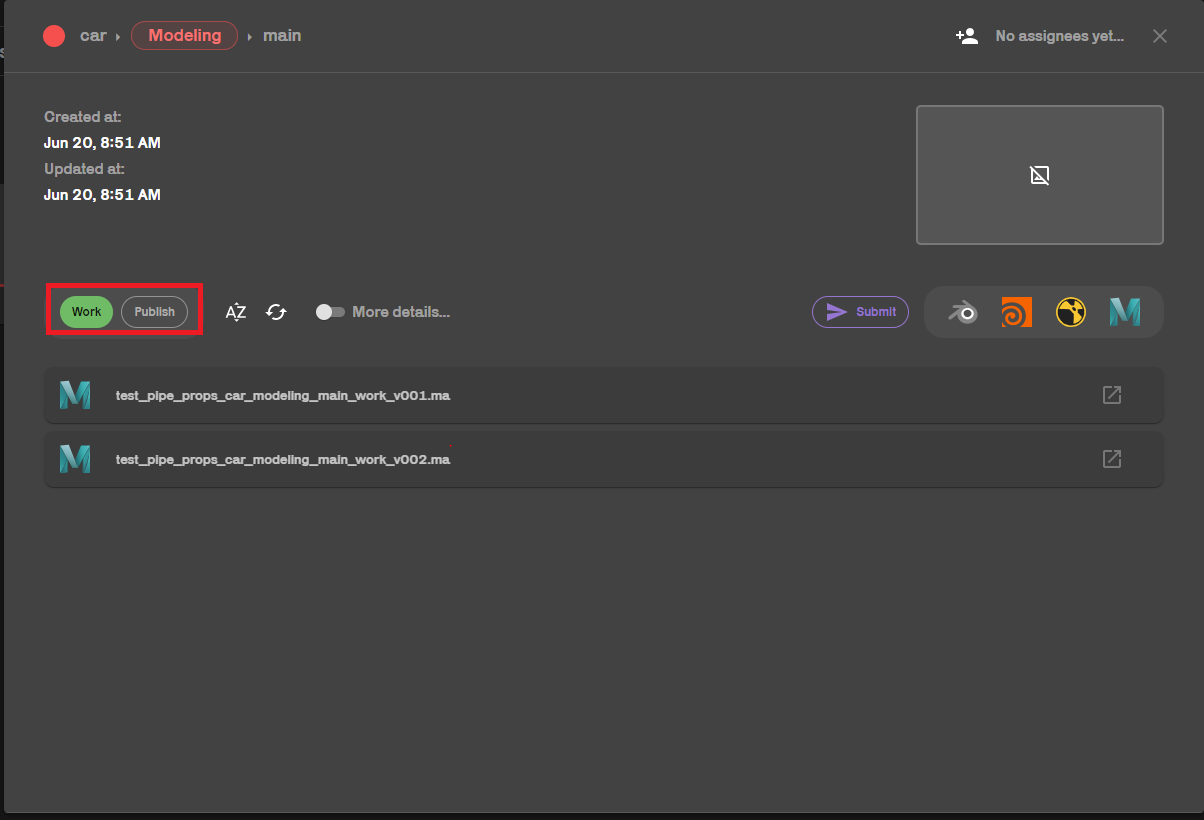 car › Modeling › main
No assignees yet...
Created at:
Jun 20, 8:51 AM
Updated at:
Jun 20, 8:51 AM
Work Publish
AZ
More details...
Submit
test_pipe_props_car_modeling_main_work_v001.ma
test_pipe_props_car_modeling_main_work_v002.ma